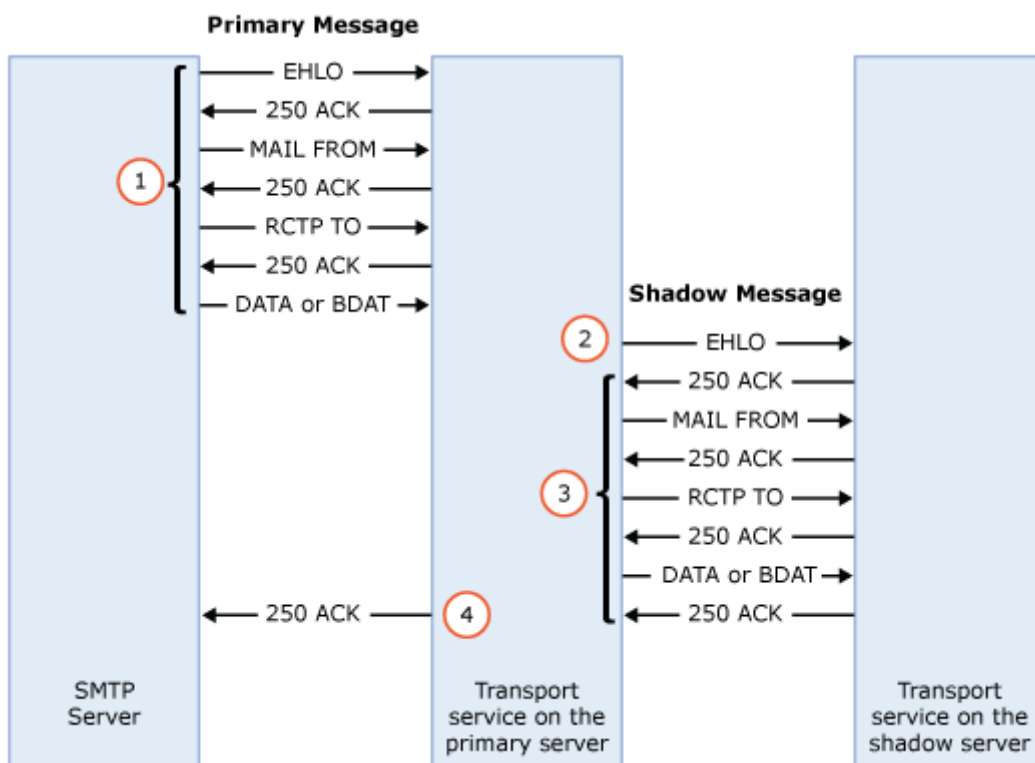 Primary Message
EHLO
250 ACK
MAIL FROM
1
250 ACK
RCTP TO
250 ACK
DATA or BDAT
Shadow Message
2
EHLO
250 ACK
MAIL FROM
250 ACK
3
RCTP TO
250 ACK
DATA or BDAT
250 ACK
4
250 ACK
SMTP
Server
Transport
service on the
primary server
Transport
service on the
shadow server